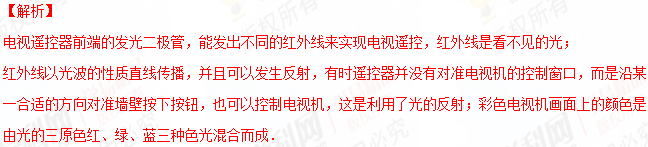 【解析】
电视遥控器前端的发光二极管，能发出不同的红外线来实现电视遥控，红外线是看不见的光；
红外线以光波的性质直线传播，并且可以发生反射，有时遥控器并没有对准电视机的控制窗口，而是沿某
一合适的方向对准墙壁按下按钮，也可以控制电视机，这是利用了光的反射；彩色电视机画面上的颜色是
由光的三原色红、绿、蓝三种色光混合而成．